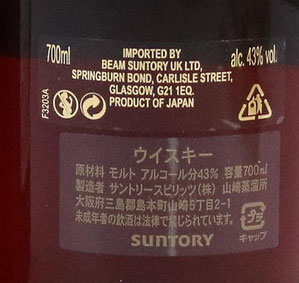 700ml
IMPORTED BY
BEAM SUNTORY UK LTD,
SPRINGBURN BOND, CARLISLE STREET,
GLASGOW, G21 1EQ.
PRODUCT OF JAPAN
alc. 43% vol.
F3203A
ウイスキー
原材料 モルト アルコール分43% 容量700ml
製造者 サントリースピリッツ(株) 山崎蒸溜所
大阪府三島郡島本町山崎5丁目2-1
未成年者の飲酒は法律で禁じられています。
SUNTORY
プラ
キャップ